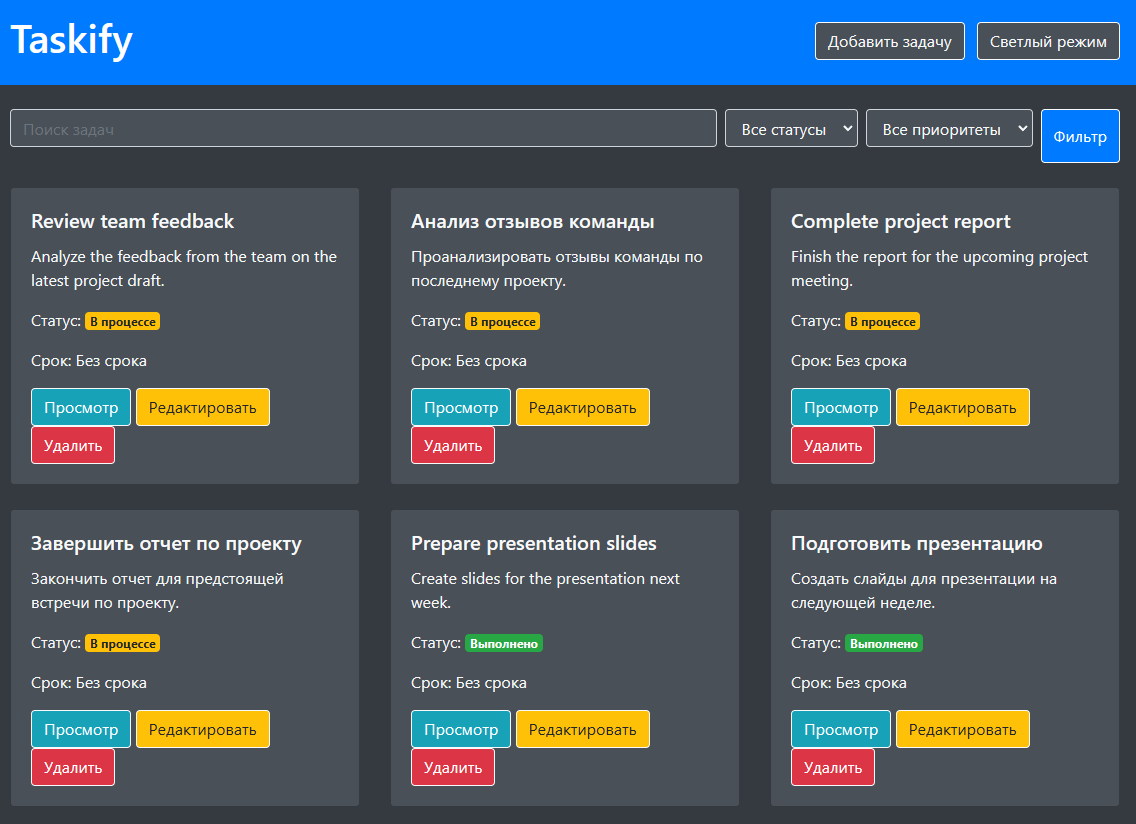 Taskify
Добавить задачу
Светлый режим
Поиск задач
Все статусы
Все приоритеты
Фильтр
Review team feedback
Analyze the feedback from the team on the
latest project draft.
Статус: В процессе
Срок: Без срока
Просмотр
Редактировать
Удалить
Анализ отзывов команды
Проанализировать отзывы команды по
последнему проекту.
Статус: В процессе
Срок: Без срока
Просмотр
Редактировать
Удалить
Complete project report
Finish the report for the upcoming project
meeting.
Статус: В процессе
Срок: Без срока
Просмотр
Редактировать
Удалить
Завершить отчет по проекту
Закончить отчет для предстоящей
встречи по проекту.
Статус: В процессе
Срок: Без срока
Просмотр
Редактировать
Удалить
Prepare presentation slides
Create slides for the presentation next
week.
Статус: Выполнено
Срок: Без срока
Просмотр
Редактировать
Удалить
Подготовить презентацию
Создать слайды для презентации на
следующей неделе.
Статус: Выполнено
Срок: Без срока
Просмотр
Редактировать
Удалить